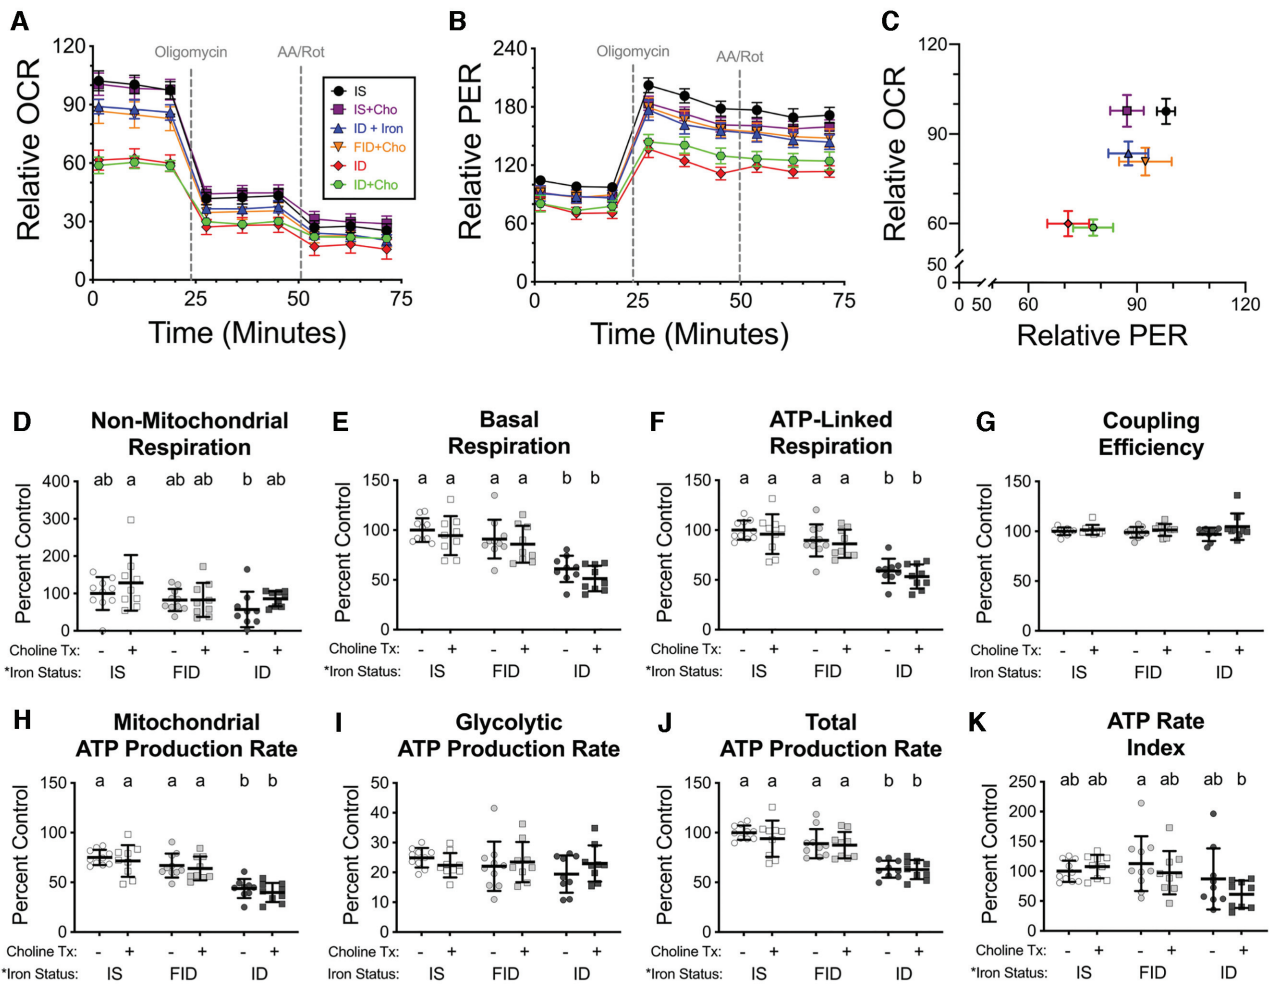 A
120
90
60
30
0
Relative OCR
Oligomycin
AA/Rot
IS
IS+Cho
ID + Iron
FID+Cho
ID
ID+Cho
0
25
50
75
Time (Minutes)
B
240
180
120
60
0
Relative PER
Oligomycin
AA/Rot
0
25
50
75
Time (Minutes)
C
120
90
60
50
0
Relative OCR
0 50
60
90
120
Relative PER
D
Non-Mitochondrial
Respiration
400
300
200
100
0
Percent Control
ab a ab ab b ab
Choline Tx: - + - + - +
*Iron Status: IS FID ID
E
Basal
Respiration
150
100
50
0
Percent Control
a a a a b b
Choline Tx: - + - + - +
*Iron Status: IS FID ID
F
ATP-Linked
Respiration
150
100
50
0
Percent Control
a a a a b b
Choline Tx: - + - + - +
*Iron Status: IS FID ID
G
Coupling
Efficiency
150
100
50
0
Percent Control
Choline Tx: - + - + - +
Iron Status: IS FID ID
H
Mitochondrial
ATP Production Rate
150
100
50
0
Percent Control
a a a a b b
Choline Tx: - + - + - +
*Iron Status: IS FID ID
I
Glycolytic
ATP Production Rate
50
40
30
20
10
0
Percent Control
Choline Tx: - + - + - +
Iron Status: IS FID ID
J
Total
ATP Production Rate
150
100
50
0
Percent Control
a a a a b b
Choline Tx: - + - + - +
*Iron Status: IS FID ID
K
ATP Rate
Index
250
200
150
100
50
0
Percent Control
ab ab a ab ab b
Choline Tx: - + - + - +
*Iron Status: IS FID ID